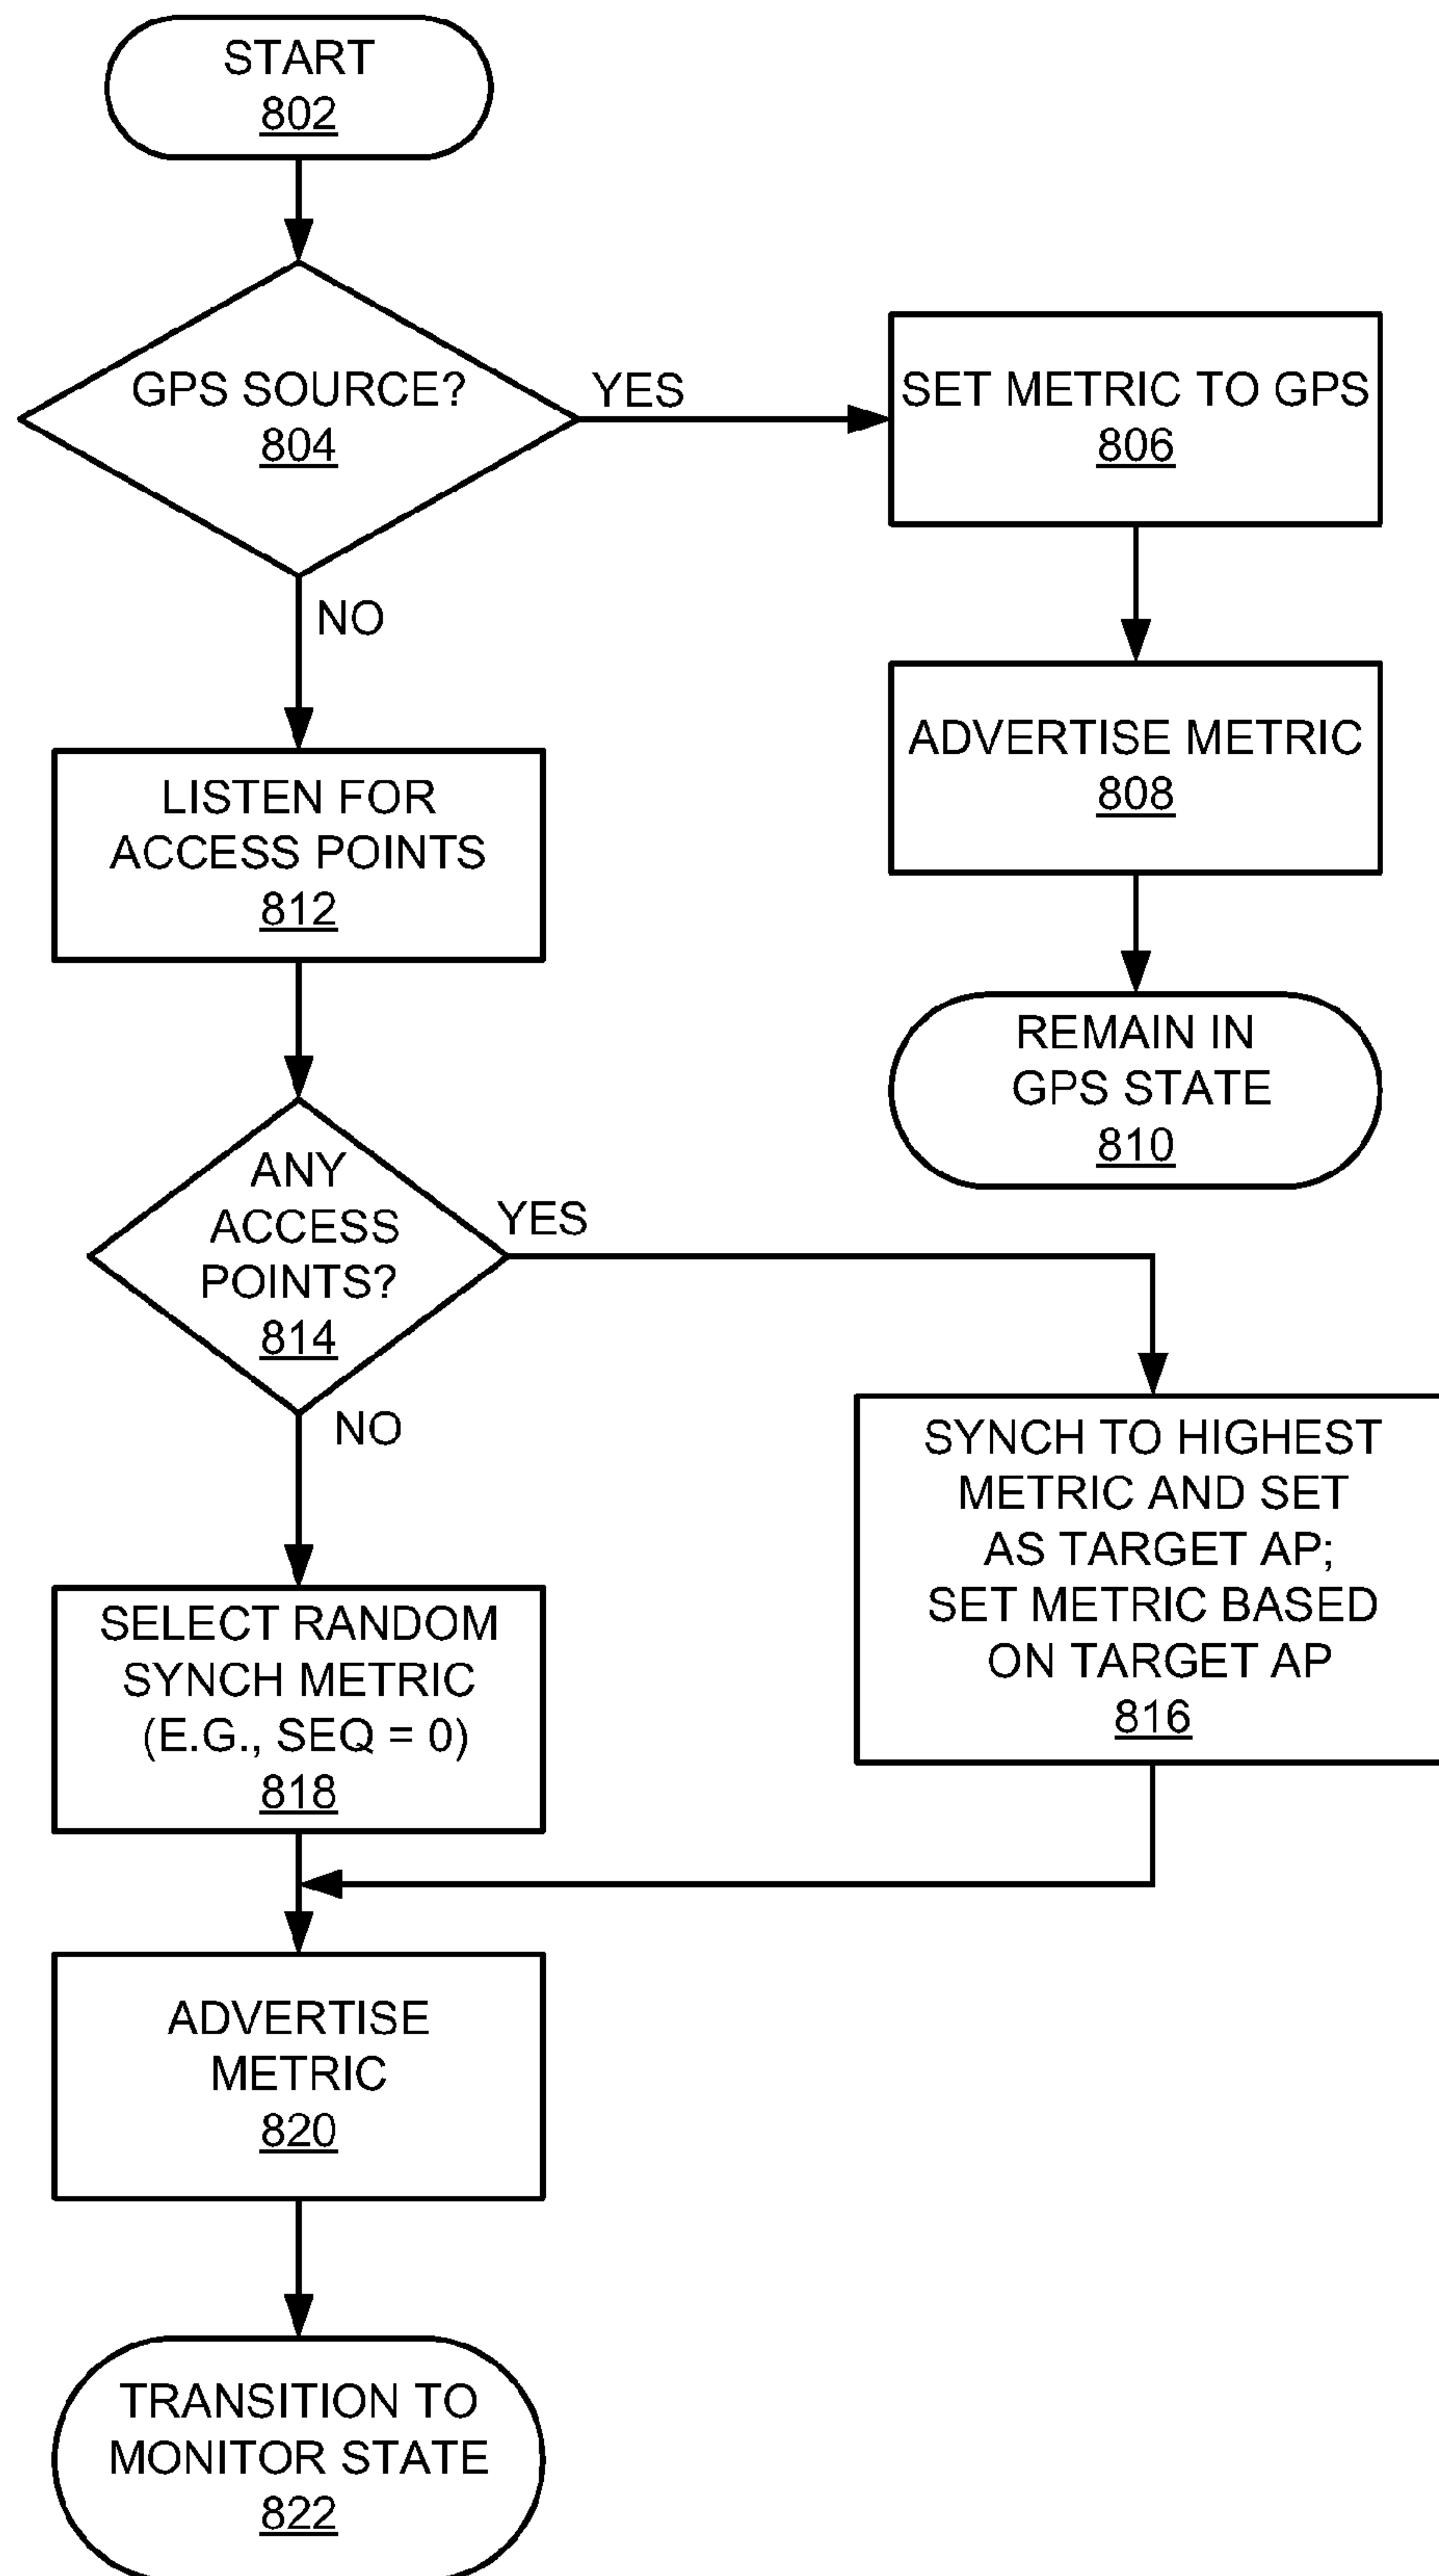 START
802
GPS SOURCE?
804
YES
SET METRIC TO GPS
806
NO
ADVERTISE METRIC
808
LISTEN FOR
ACCESS POINTS
812
REMAIN IN
GPS STATE
810
ANY
ACCESS
POINTS?
814
YES
NO
SYNCH TO HIGHEST
METRIC AND SET
AS TARGET AP;
SET METRIC BASED
ON TARGET AP
816
SELECT RANDOM
SYNCH METRIC
(E.G., SEQ = 0)
818
ADVERTISE
METRIC
820
TRANSITION TO
MONITOR STATE
822